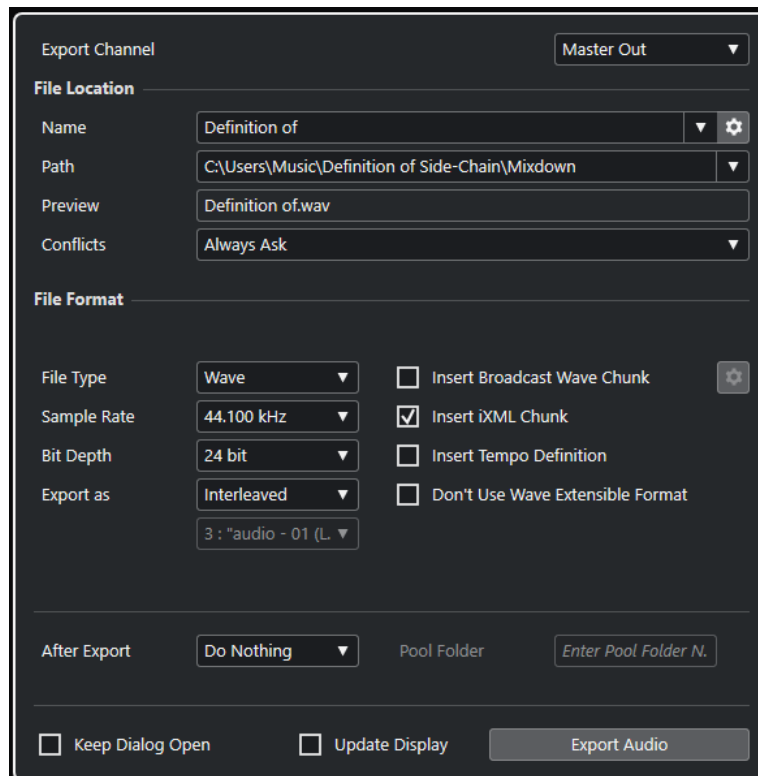 Export Channel Master Out
File Location
Name Definition of
Path C:\Users\Music\Definition of Side-Chain\Mixdown
Preview Definition of.wav
Conflicts Always Ask
File Format
File Type Wave Insert Broadcast Wave Chunk
Sample Rate 44.100 kHz Insert iXML Chunk
Bit Depth 24 bit Insert Tempo Definition
Export as Interleaved Don't Use Wave Extensible Format
3 : "audio - 01 (L.
After Export Do Nothing Pool Folder Enter Pool Folder N.
Keep Dialog Open Update Display Export Audio